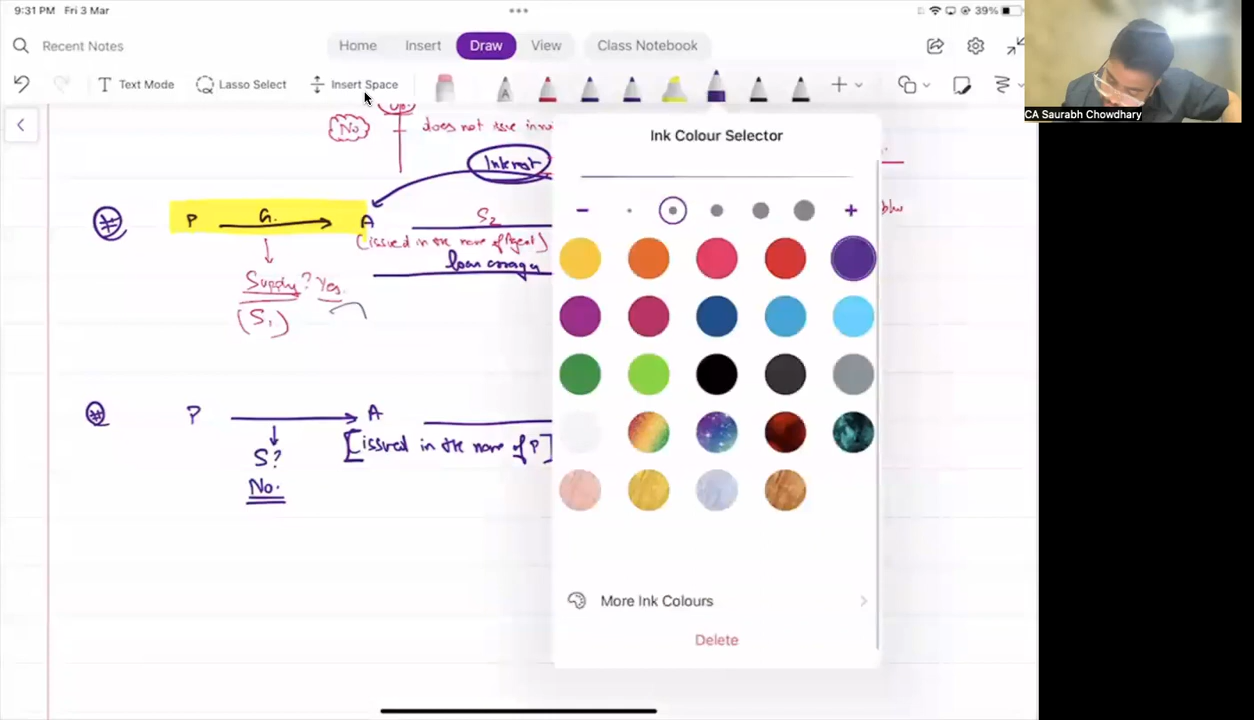 9:31 PM Fri 3 Mar
39%
Recent Notes
Home Insert Draw View Class Notebook
Text Mode Lasso Select Insert Space
CA Saurabh Chowdhary
Ink Colour Selector
No
does not
Interest
P G. A S2
(issued in the name of Agent)
loan
Supply? Yes.
(S1)
P A
[issued in the name of P]
S?
No.
More Ink Colours
Delete